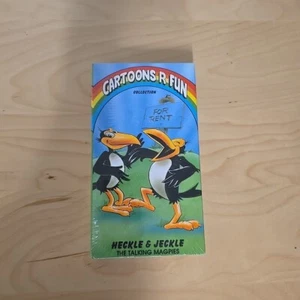 CARTOONS R FUN
COLLECTION
FOR
RENT
HECKLE & JECKLE
THE TALKING MAGPIES